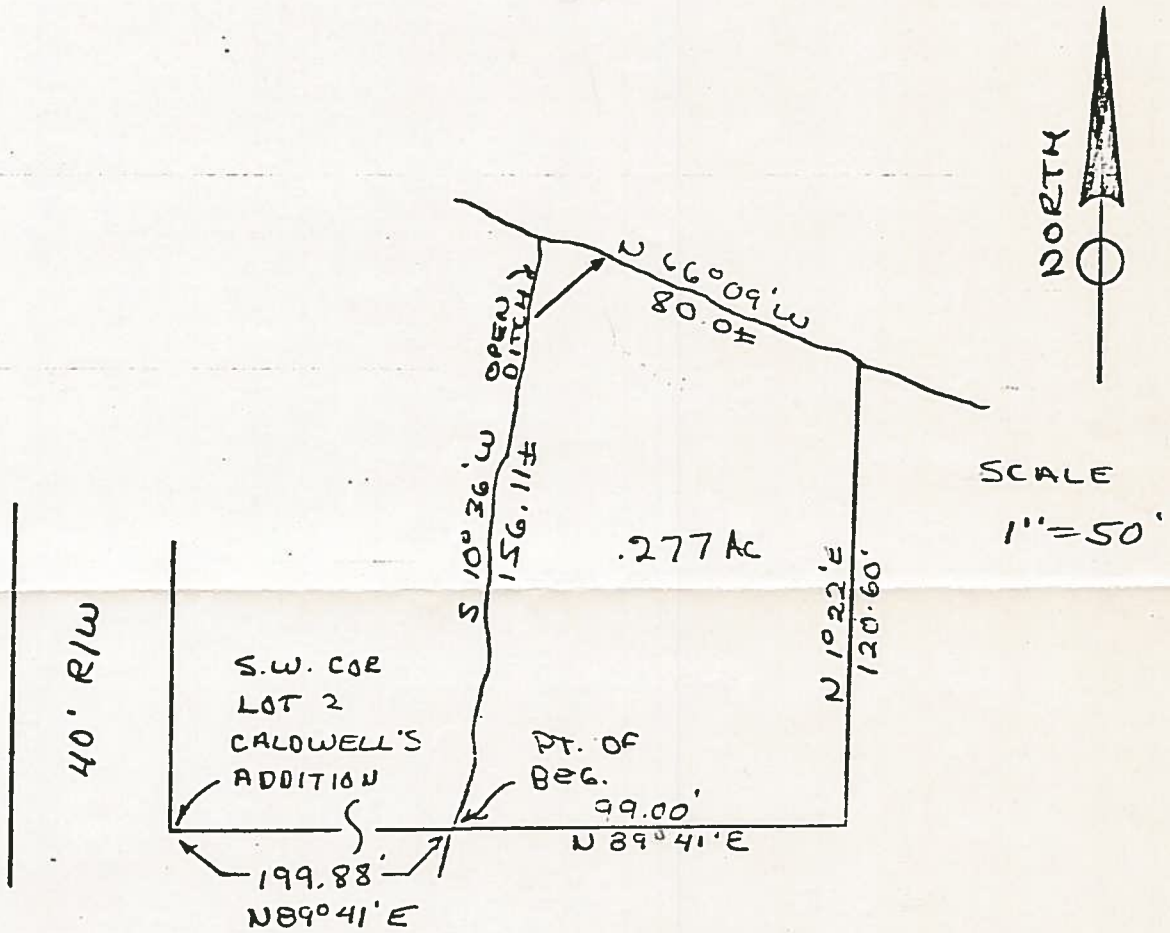 NORTH
N 66°09'W
80.0±
OPEN
DITCH
S 10°36'W
156.11±
SCALE
1"=50'
.277 Ac
N 1°22'E
120.60'
40' R/W
S.W. COR
LOT 2
CALDWELL'S
ADDITION
PT. OF
BEG.
99.00'
N 89°41'E
199.88'
N89°41'E